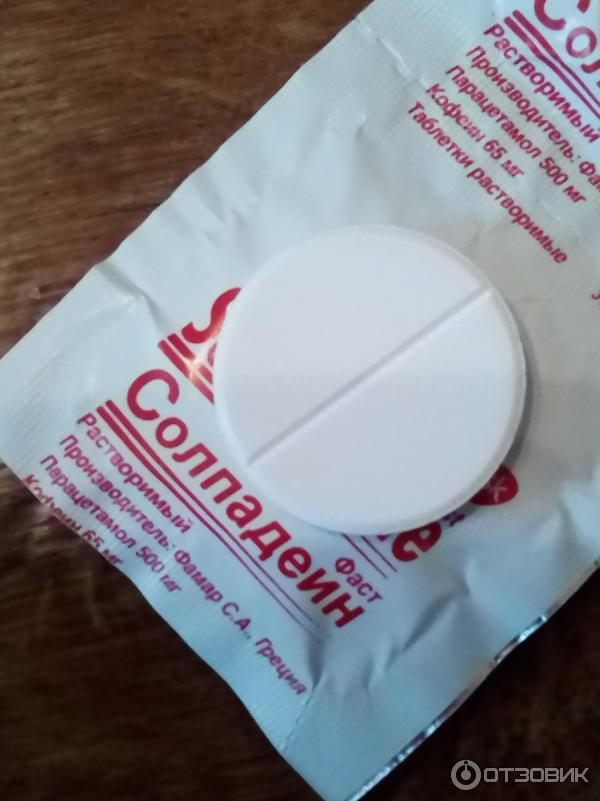 Сол
Растворимый
Производитель: Фа
Парацетамол 500 мг
Кофеин 65 мг
Таблетки растворимые
S
e
Солпадеин
Фаст
Растворимый
Производитель: Фамар С.А., Греция
Парацетамол 500 мг
Кофеин 65 мг
ОТЗОВИК